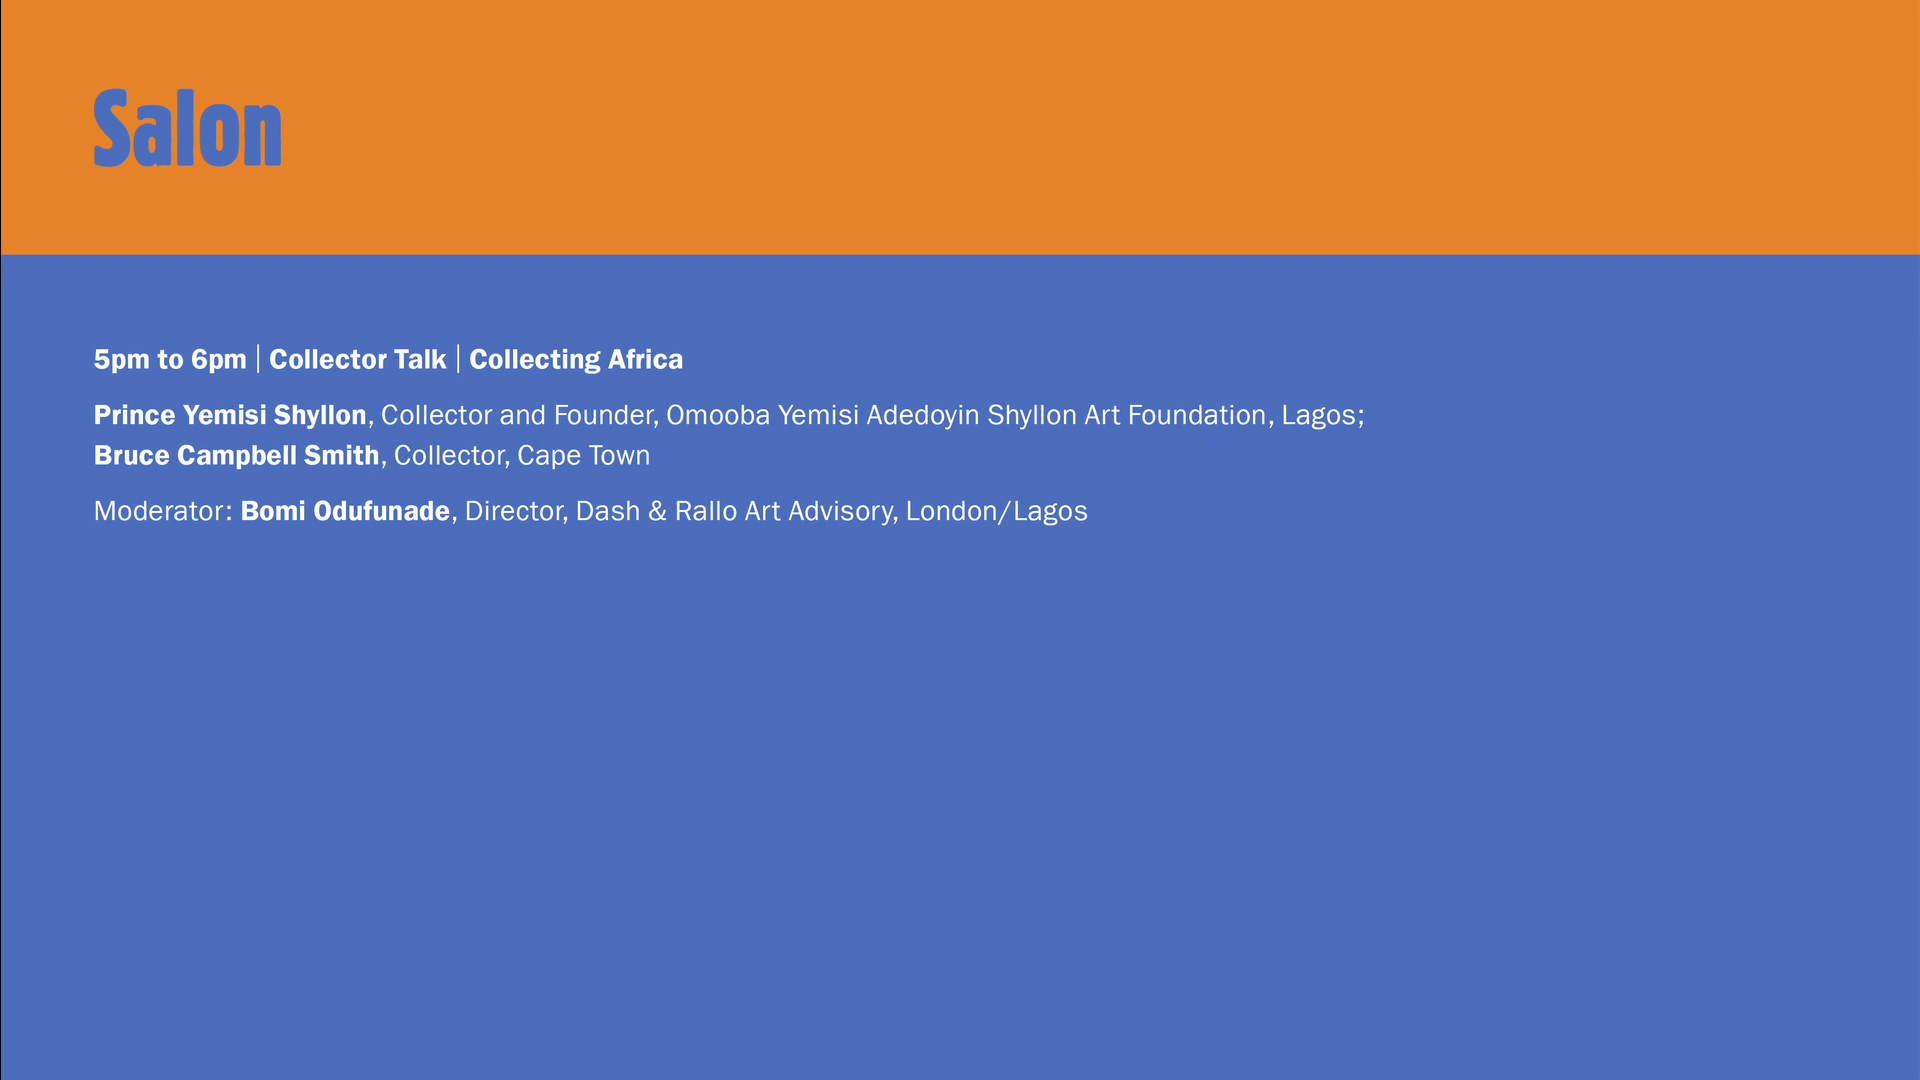 Salon
5pm to 6pm | Collector Talk | Collecting Africa
Prince Yemisi Shyllon, Collector and Founder, Omooba Yemisi Adedoyin Shyllon Art Foundation, Lagos;
Bruce Campbell Smith, Collector, Cape Town
Moderator: Bomi Odufunade, Director, Dash & Rallo Art Advisory, London/Lagos